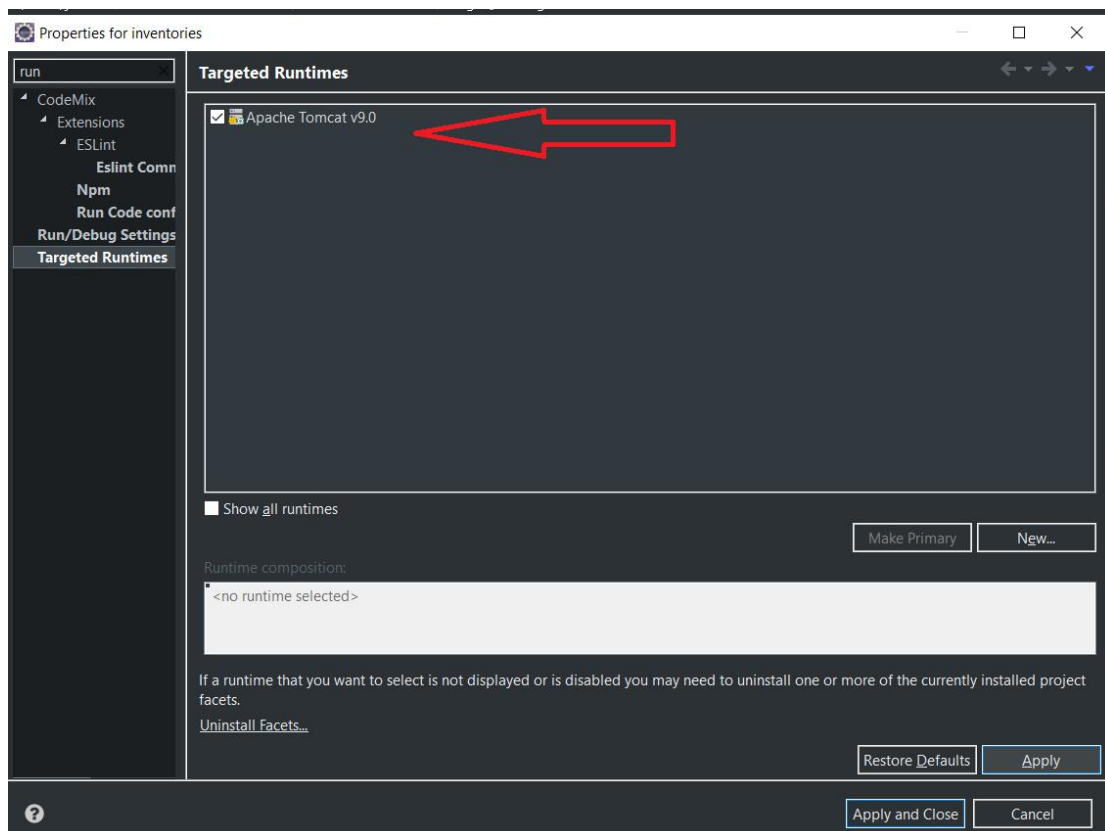 Properties for inventories
run
Targeted Runtimes
CodeMix
Extensions
ESLint
Eslint Comn
Npm
Run Code conf
Run/Debug Settings
Targeted Runtimes
Apache Tomcat v9.0
Show all runtimes
Make Primary
New...
Runtime composition:
<no runtime selected>
If a runtime that you want to select is not displayed or is disabled you may need to uninstall one or more of the currently installed project
facets.
Uninstall Facets...
Restore Defaults
Apply
Apply and Close
Cancel